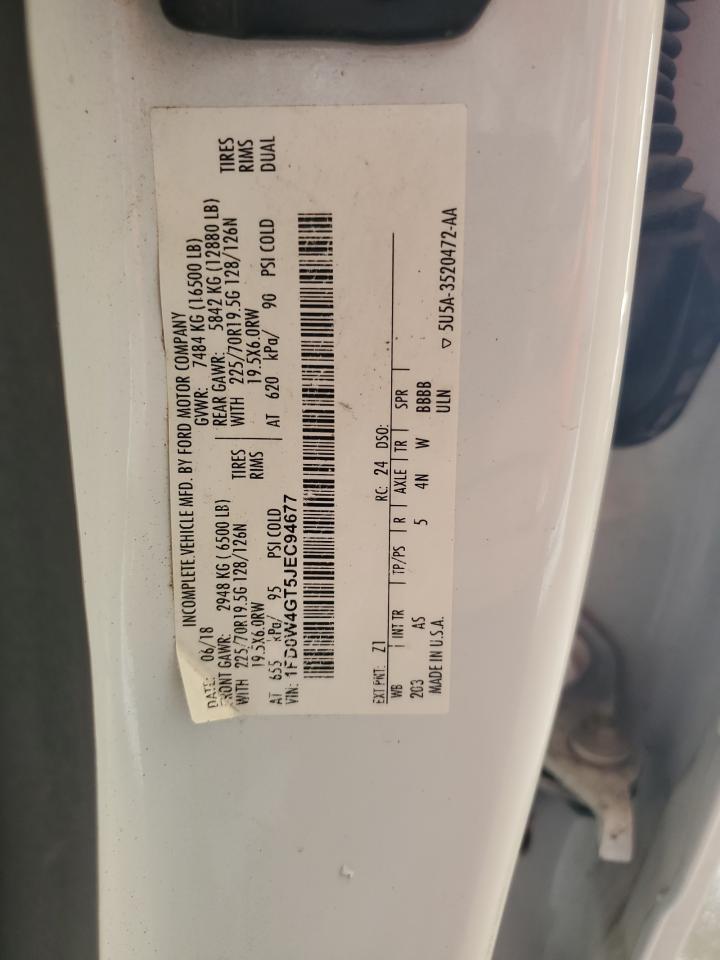 INCOMPLETE VEHICLE MFD. BY FORD MOTOR COMPANY
DATE: 06/18 GVWR: 7484 KG (16500 LB)
FRONT GAWR: 2948 KG ( 6500 LB) REAR GAWR: 5842 KG (12880 LB)
WITH 225/70R19.5G 128/126N TIRES WITH 225/70R19.5G 128/126N TIRES
19.5X6.0RW RIMS 19.5X6.0RW RIMS
AT 655 kPa/ 95 PSI COLD AT 620 kPa/ 90 PSI COLD DUAL
VIN: 1FD0W4GT5JEC94677
EXT PNT: Z1 RC: 24 DSO:
WB INT TR TP/PS R AXLE TR SPR
203 AS 5 4N W BBBB
MADE IN U.S.A. ULN
▽ 5U5A-3520472-AA